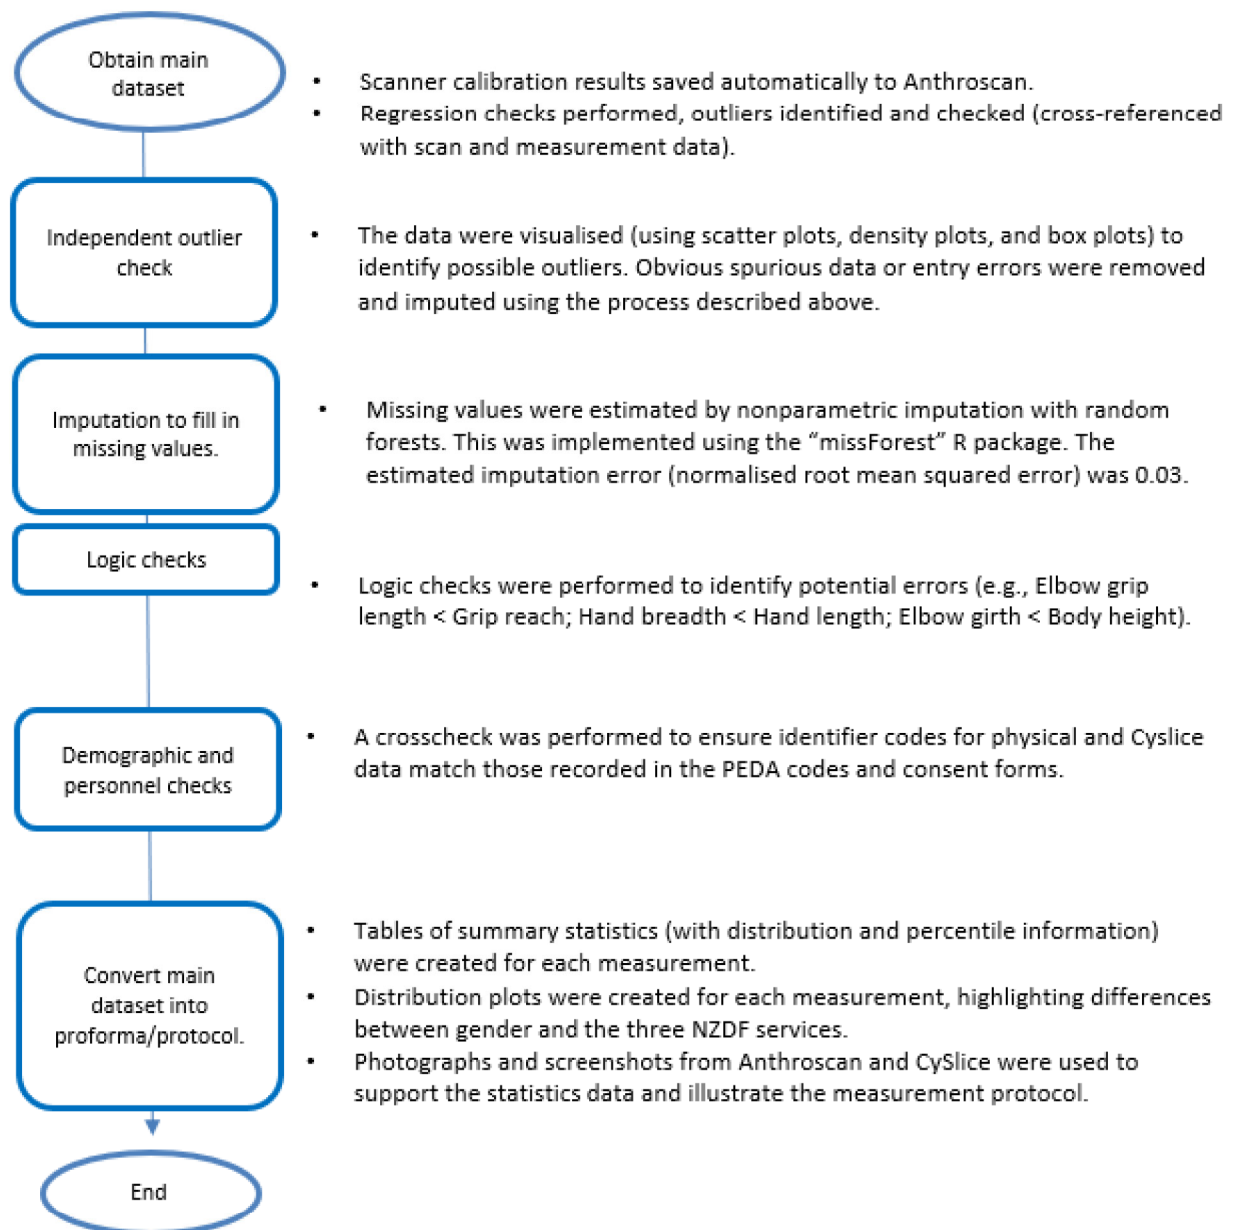 Obtain main
dataset
• Scanner calibration results saved automatically to Anthroscan.
• Regression checks performed, outliers identified and checked (cross-referenced
with scan and measurement data).
Independent outlier
check
• The data were visualised (using scatter plots, density plots, and box plots) to
identify possible outliers. Obvious spurious data or entry errors were removed
and imputed using the process described above.
Imputation to fill in
missing values.
• Missing values were estimated by nonparametric imputation with random
forests. This was implemented using the “missForest” R package. The
estimated imputation error (normalised root mean squared error) was 0.03.
Logic checks
• Logic checks were performed to identify potential errors (e.g., Elbow grip
length < Grip reach; Hand breadth < Hand length; Elbow girth < Body height).
Demographic and
personnel checks
• A crosscheck was performed to ensure identifier codes for physical and Cyslice
data match those recorded in the PEDA codes and consent forms.
Convert main
dataset into
proforma/protocol.
• Tables of summary statistics (with distribution and percentile information)
were created for each measurement.
• Distribution plots were created for each measurement, highlighting differences
between gender and the three NZDF services.
• Photographs and screenshots from Anthroscan and CySlice were used to
support the statistics data and illustrate the measurement protocol.
End